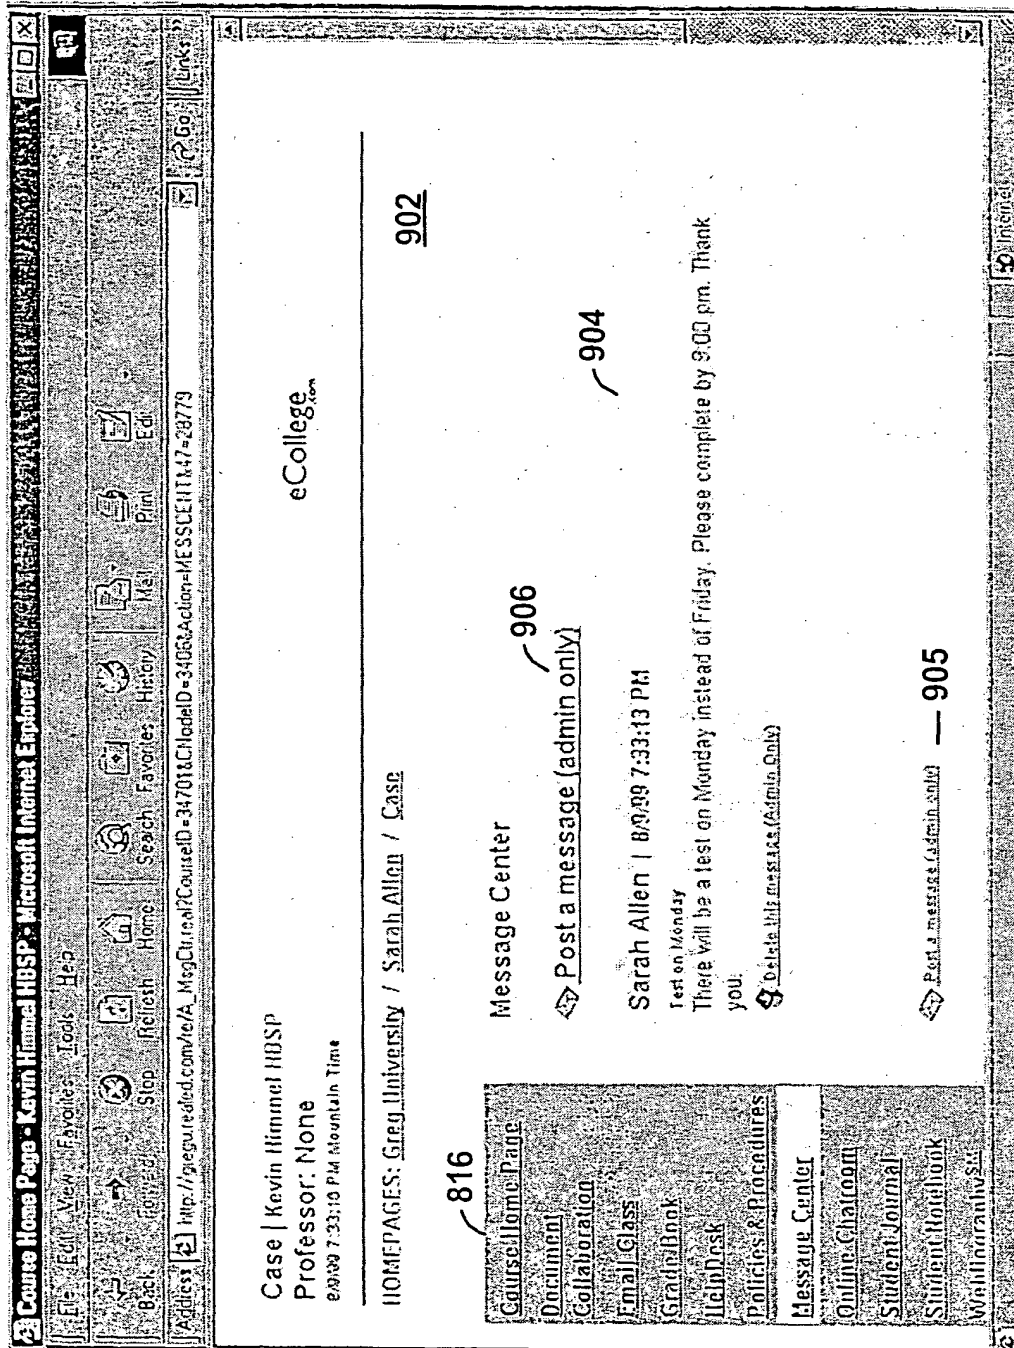 Course Home Page - Kevin Himmel HBSP - Microsoft Internet Explorer
File Edit View Favorites Tools Help
Back Forward Stop Refresh Home Search Favorites History Mail Print Edit
Address Go Links »
Case | Kevin Himmel HBSP
Professor: None
7:33:10 PM Mountain Time
eCollege.com
HOMEPAGES: Greg University / Sarah Allen / Case
902
816
Course Home Page
Document
Collaboration
Email Class
GradeBook
HelpDesk
Policies & Procedures
Message Center
Online Chatroom
Student Journal
Student Notebook
Message Center
906
Post a message (admin only)
904
Sarah Allen | 8/9/99 7:33:13 PM
Test on Monday
There will be a test on Monday instead of Friday. Please complete by 9:00 pm. Thank
you.
Delete this message (Admin Only)
Post a message (admin only)
905
Internet